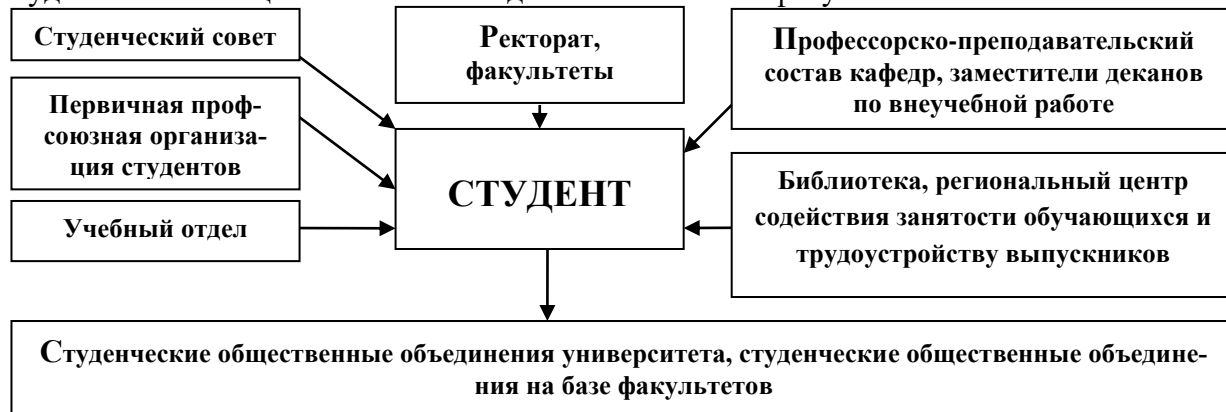 Студенческий совет
Первичная проф-
союзная организа-
ция студентов
Учебный отдел
Ректорат,
факультеты
СТУДЕНТ
Профессорско-преподавательский
состав кафедр, заместители деканов
по внеучебной работе
Библиотека, региональный центр
содействия занятости обучающихся и
трудоустройству выпускников
Студенческие общественные объединения университета, студенческие общественные объедине-
ния на базе факультетов